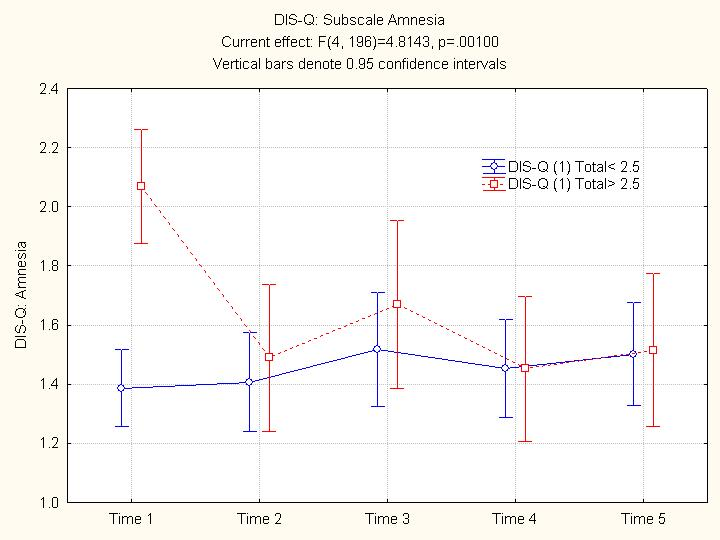 DIS-Q: Subscale Amnesia
Current effect: F(4, 196)=4.8143, p=.00100
Vertical bars denote 0.95 confidence intervals
2.4
2.2
2.0
1.8
1.6
1.4
1.2
1.0
DIS-Q: Amnesia
DIS-Q (1) Total< 2.5
DIS-Q (1) Total> 2.5
Time 1
Time 2
Time 3
Time 4
Time 5